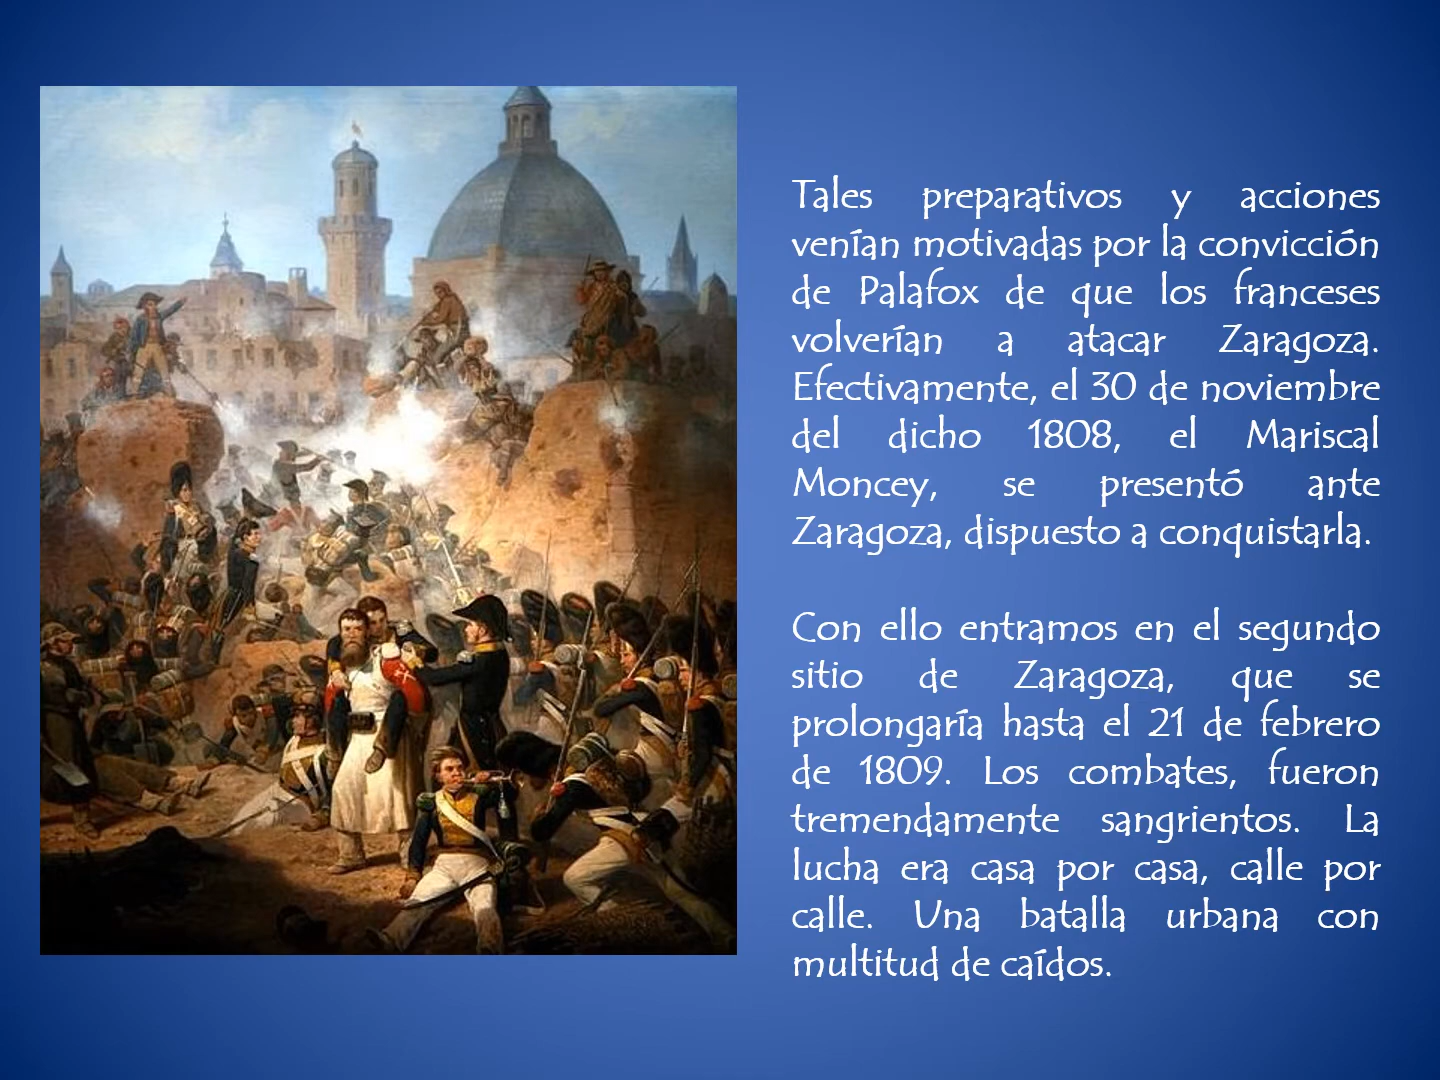 Tales preparativos y acciones
venían motivadas por la convicción
de Palafox de que los franceses
volverían a atacar Zaragoza.
Efectivamente, el 30 de noviembre
del dicho 1808, el Mariscal
Moncey, se presentó ante
Zaragoza, dispuesto a conquistarla.
Con ello entramos en el segundo
sitio de Zaragoza, que se
prolongaría hasta el 21 de febrero
de 1809. Los combates, fueron
tremendamente sangrientos. La
lucha era casa por casa, calle por
calle. Una batalla urbana con
multitud de caídos.